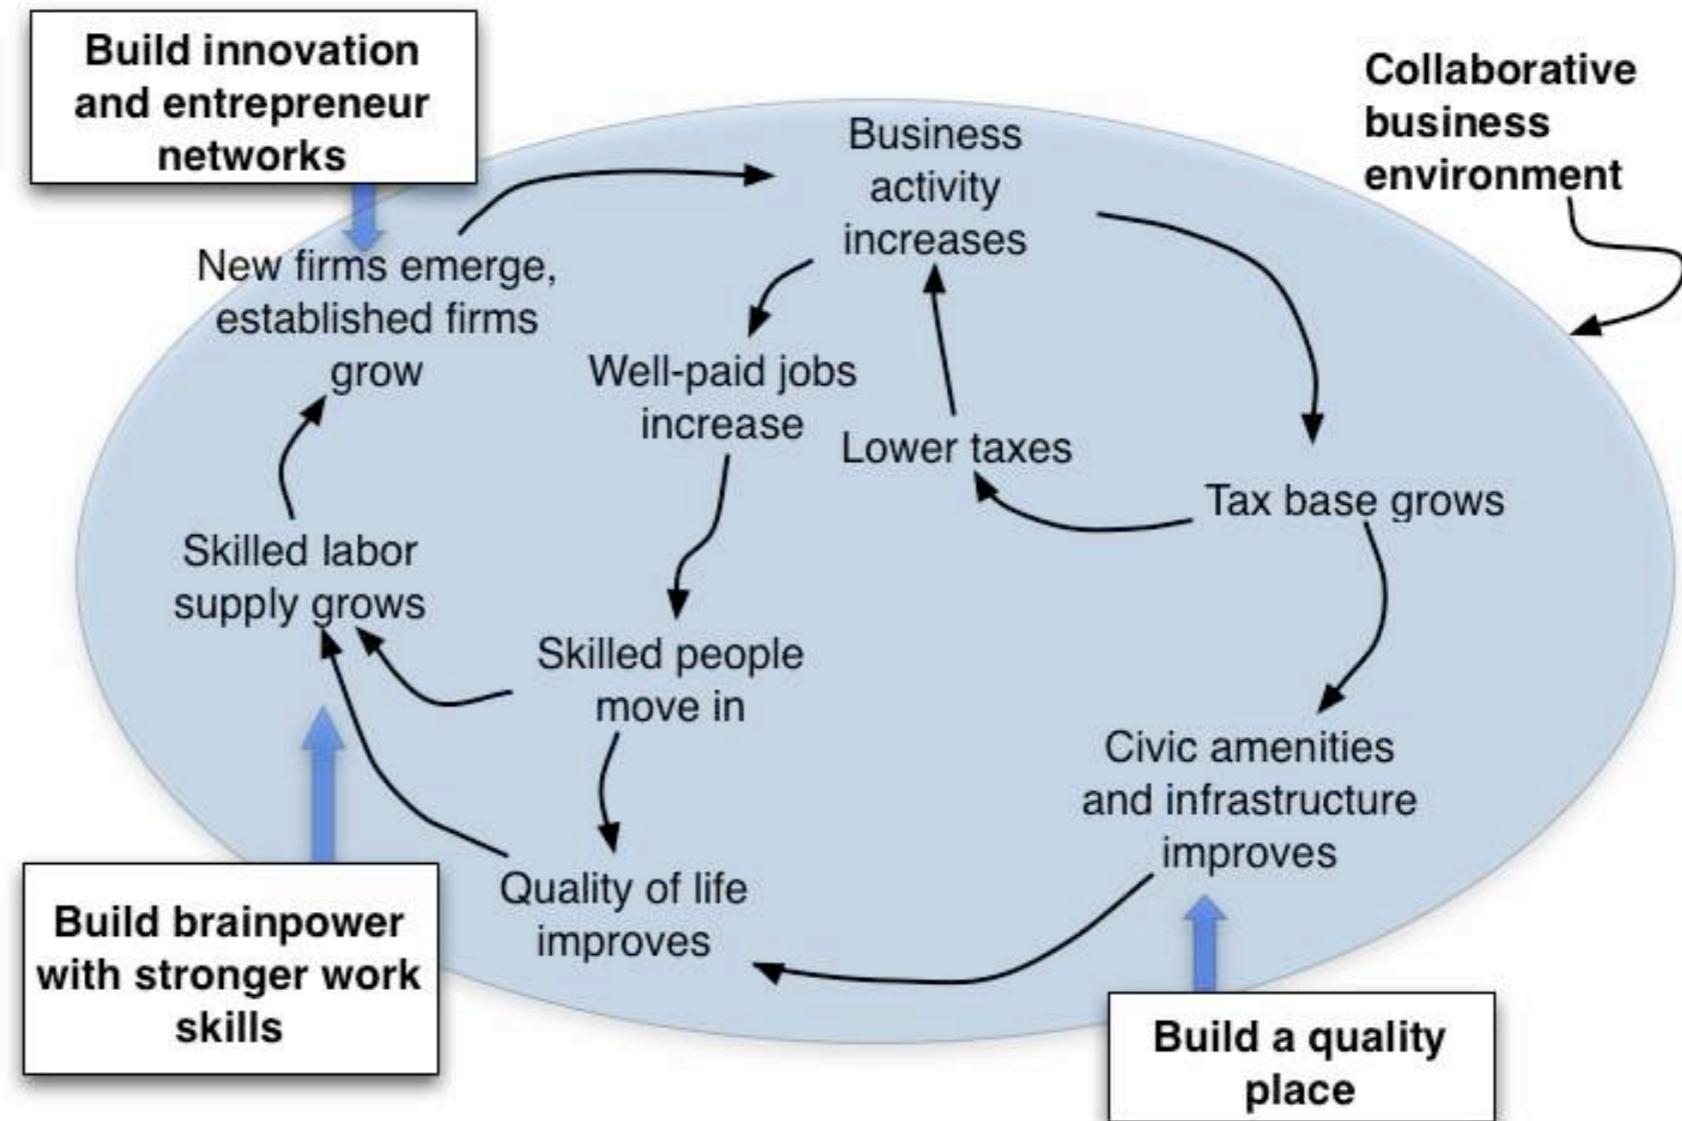 Build innovation
and entrepreneur
networks
Collaborative
business
environment
Business
activity
increases
New firms emerge,
established firms
grow
Well-paid jobs
increase
Lower taxes
Tax base grows
Skilled labor
supply grows
Skilled people
move in
Civic amenities
and infrastructure
improves
Quality of life
improves
Build brainpower
with stronger work
skills
Build a quality
place